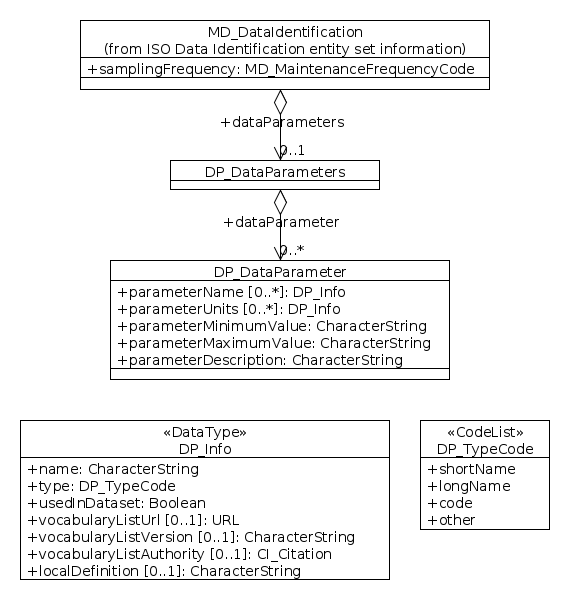 MD_DataIdentification
(from ISO Data Identification entity set information)
+samplingFrequency: MD_MaintenanceFrequencyCode
+dataParameters
0..1
DP_DataParameters
+dataParameter
0..*
DP_DataParameter
+parameterName [0..*]: DP_Info
+parameterUnits [0..*]: DP_Info
+parameterMinimumValue: CharacterString
+parameterMaximumValue: CharacterString
+parameterDescription: CharacterString
«DataType»
DP_Info
+name: CharacterString
+type: DP_TypeCode
+usedInDataset: Boolean
+vocabularyListUrl [0..1]: URL
+vocabularyListVersion [0..1]: CharacterString
+vocabularyListAuthority [0..1]: CI_Citation
+localDefinition [0..1]: CharacterString
«CodeList»
DP_TypeCode
+shortName
+longName
+code
+other